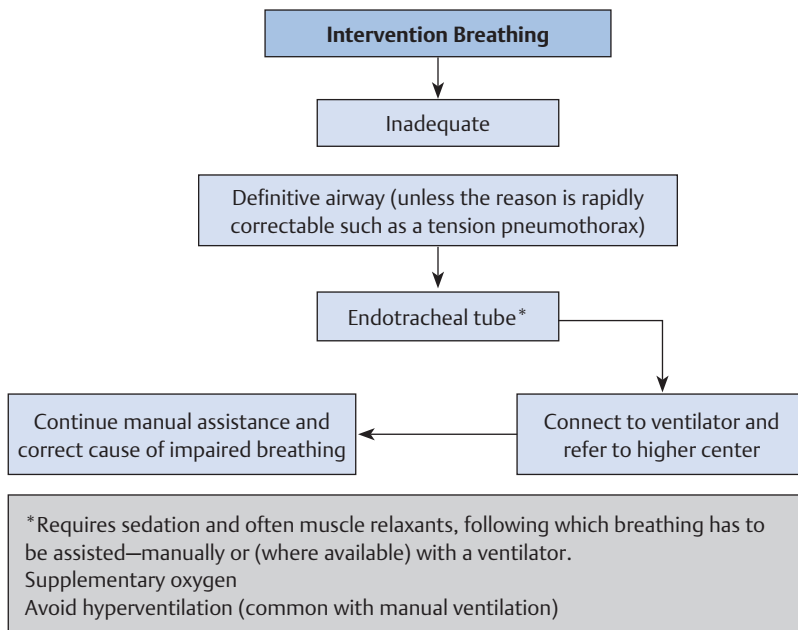 Intervention Breathing
Inadequate
Definitive airway (unless the reason is rapidly
correctable such as a tension pneumothorax)
Endotracheal tube*
Continue manual assistance and
correct cause of impaired breathing
Connect to ventilator and
refer to higher center
*Requires sedation and often muscle relaxants, following which breathing has to
be assisted—manually or (where available) with a ventilator.
Supplementary oxygen
Avoid hyperventilation (common with manual ventilation)